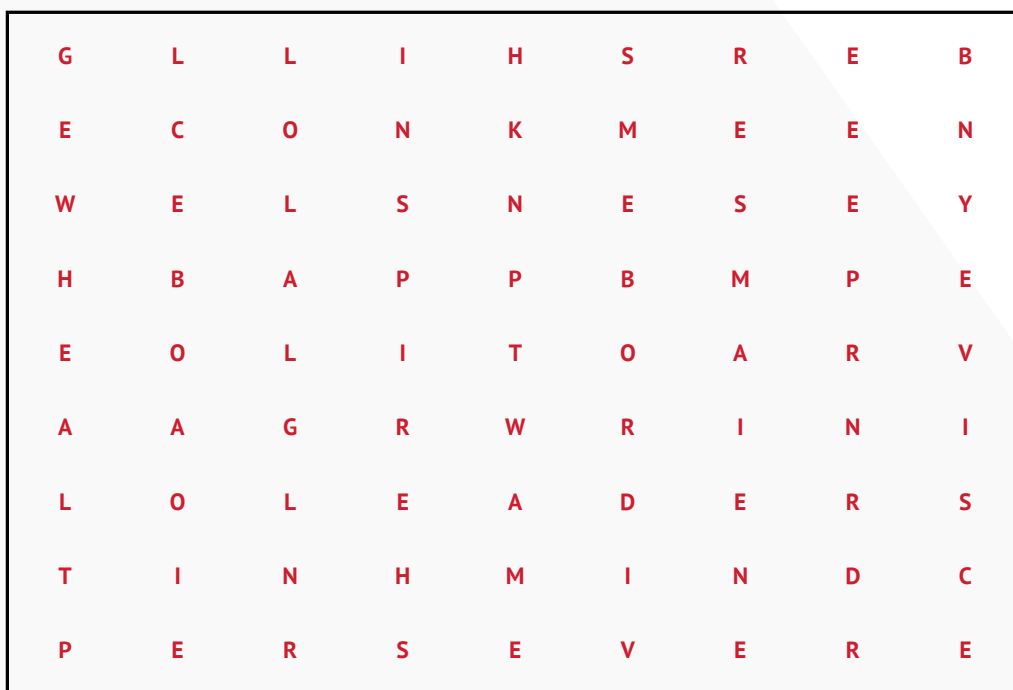 G L L I H S R E B
E C O N K M E E N
W E L S N E S E Y
H B A P P B M P E
E O L I T O A R V
A A G R W R I N I
L O L E A D E R S
T I N H M I N D C
P E R S E V E R E